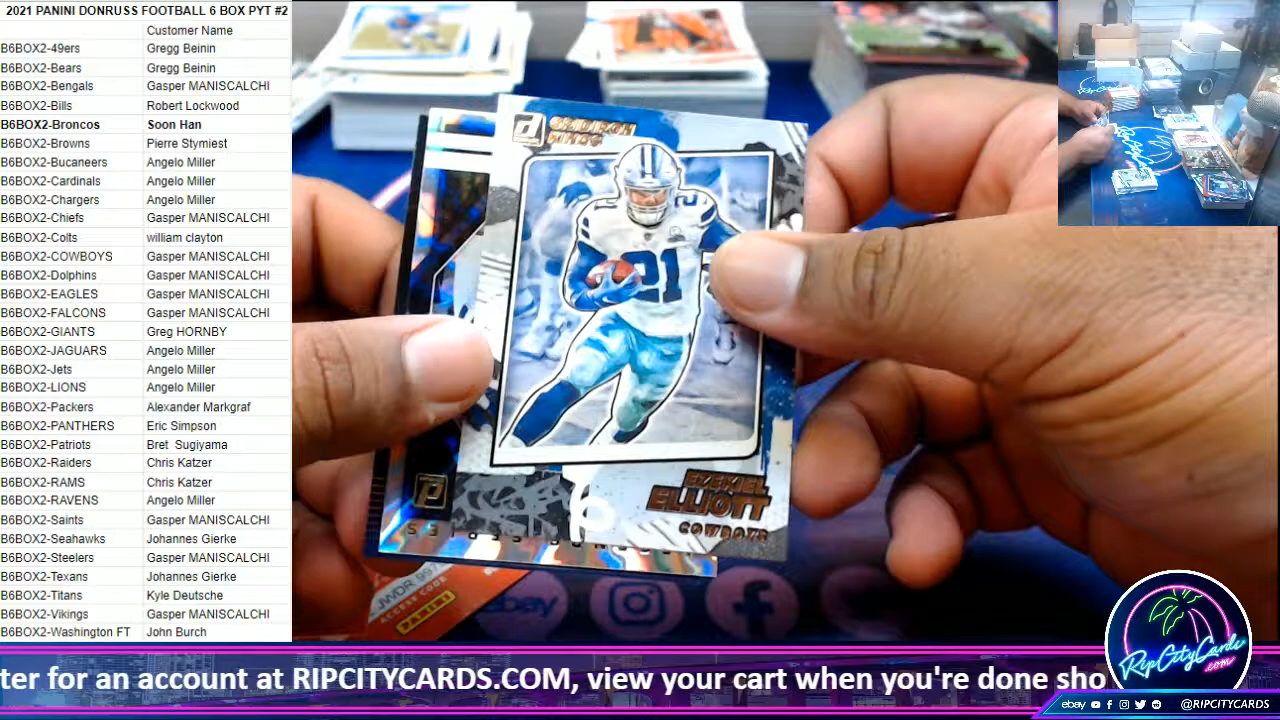 2021 PANINI DONRUSS FOOTBALL 6 BOX PYT #2
Customer Name
B6BOX2-49ers Gregg Beinin
B6BOX2-Bears Gregg Beinin
B6BOX2-Bengals Gasper MANISCALCHI
B6BOX2-Bills Robert Lockwood
B6BOX2-Broncos Soon Han
B6BOX2-Browns Pierre Stymiest
B6BOX2-Bucaneers Angelo Miller
B6BOX2-Cardinals Angelo Miller
B6BOX2-Chargers Angelo Miller
B6BOX2-Chiefs Gasper MANISCALCHI
B6BOX2-Colts william clayton
B6BOX2-COWBOYS Gasper MANISCALCHI
B6BOX2-Dolphins Gasper MANISCALCHI
B6BOX2-EAGLES Gasper MANISCALCHI
B6BOX2-FALCONS Gasper MANISCALCHI
B6BOX2-GIANTS Greg HORNBY
B6BOX2-JAGUARS Angelo Miller
B6BOX2-Jets Angelo Miller
B6BOX2-LIONS Angelo Miller
B6BOX2-Packers Alexander Markgraf
B6BOX2-PANTHERS Eric Simpson
B6BOX2-Patriots Bret Sugiyama
B6BOX2-Raiders Chris Katzer
B6BOX2-RAMS Chris Katzer
B6BOX2-RAVENS Angelo Miller
B6BOX2-Saints Gasper MANISCALCHI
B6BOX2-Seahawks Johannes Gierke
B6BOX2-Steelers Gasper MANISCALCHI
B6BOX2-Texans Johannes Gierke
B6BOX2-Titans Kyle Deutsche
B6BOX2-Vikings Gasper MANISCALCHI
B6BOX2-Washington FT John Burch
GRIDIRON
KINGS
21
21
EZEKIEL
ELLIOTT
COWBOYS
ACCESS CODE
PANINI
ebay
RipCityCards
.com
ter for an account at RIPCITYCARDS.COM, view your cart when you're done sho
ebay @RIPCITYCARDS